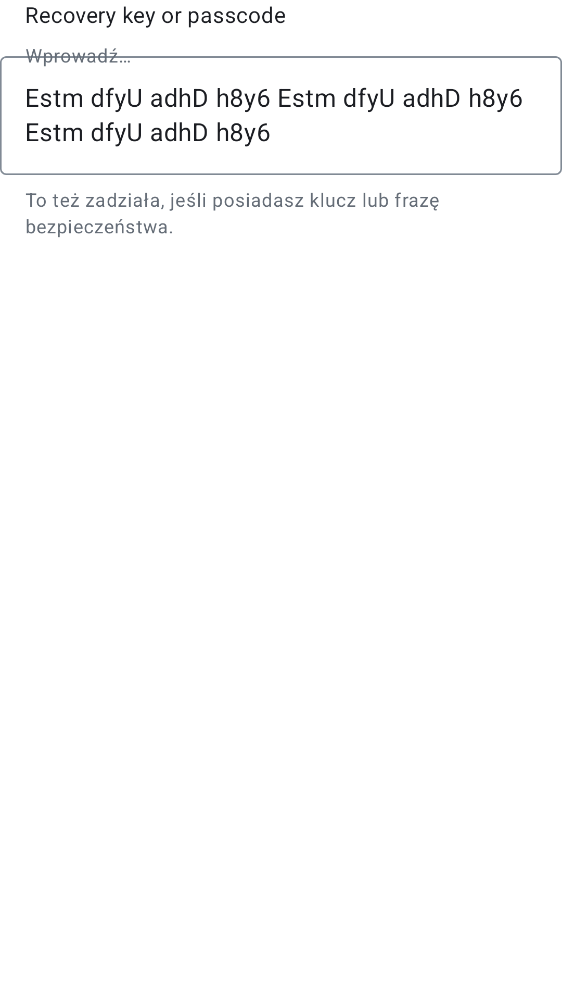 Recovery key or passcode
Wprowadź…
Estm dfyU adhD h8y6 Estm dfyU adhD h8y6
Estm dfyU adhD h8y6
To też zadziała, jeśli posiadasz klucz lub frazę
bezpieczeństwa.